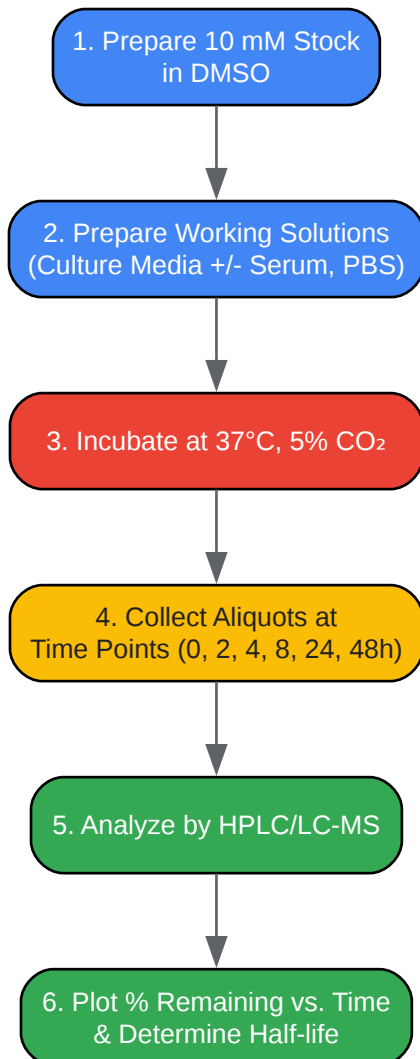 1. Prepare 10 mM Stock
in DMSO
2. Prepare Working Solutions
(Culture Media +/- Serum, PBS)
3. Incubate at 37°C, 5% CO₂
4. Collect Aliquots at
Time Points (0, 2, 4, 8, 24, 48h)
5. Analyze by HPLC/LC-MS
6. Plot % Remaining vs. Time
& Determine Half-life